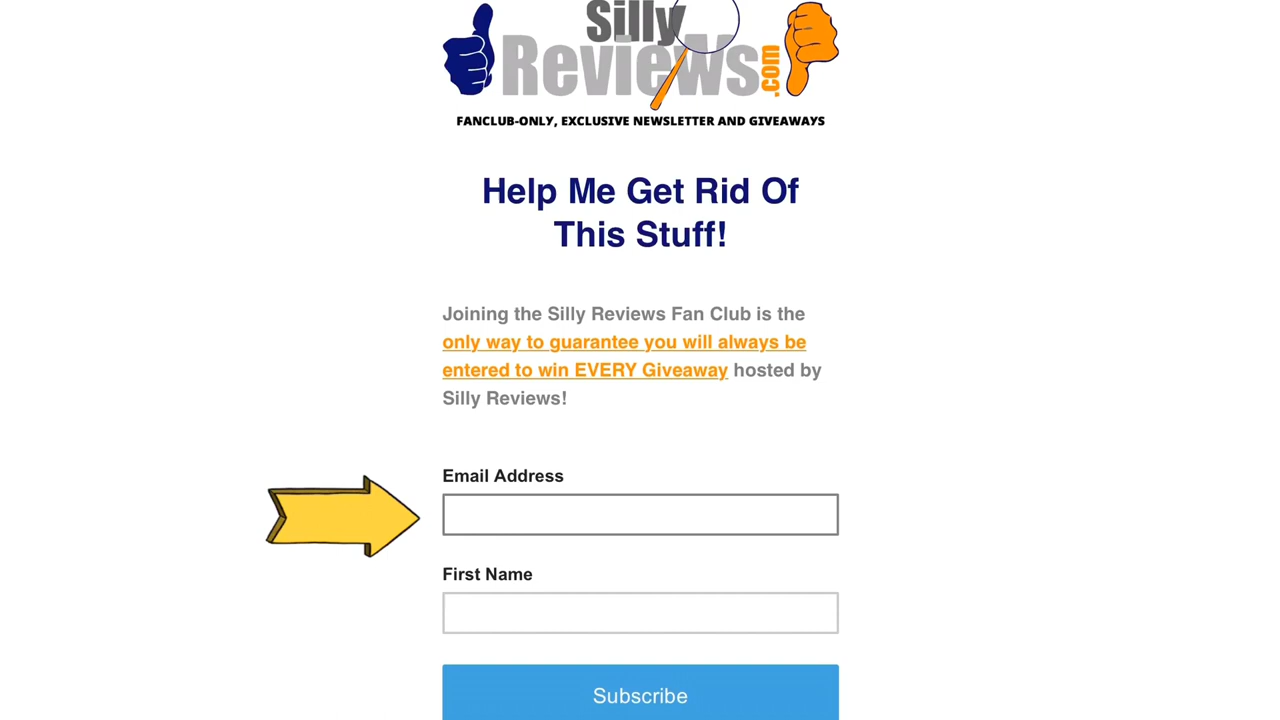 Silly
Reviews.com
FANCLUB-ONLY, EXCLUSIVE NEWSLETTER AND GIVEAWAYS
Help Me Get Rid Of
This Stuff!
Joining the Silly Reviews Fan Club is the
only way to guarantee you will always be
entered to win EVERY Giveaway hosted by
Silly Reviews!
Email Address
First Name
Subscribe